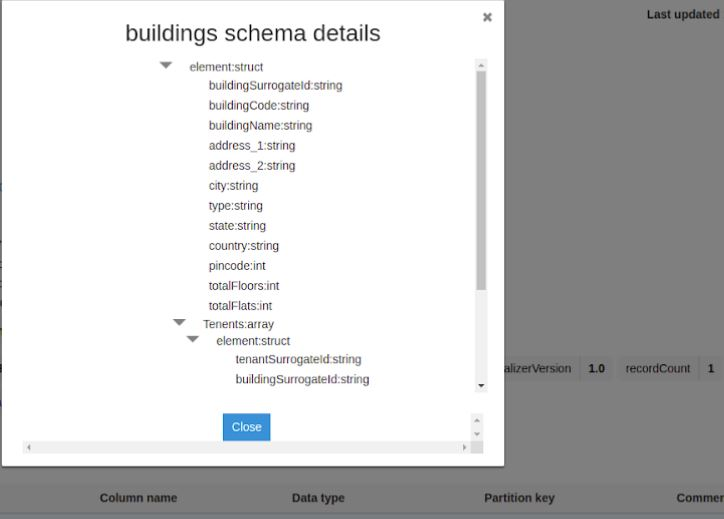 Last updated
buildings schema details
element:struct
buildingSurrogateId:string
buildingCode:string
buildingName:string
address_1:string
address_2:string
city:string
type:string
state:string
country:string
pincode:int
totalFloors:int
totalFlats:int
Tenents:array
element:struct
tenantSurrogateId:string
buildingSurrogateId:string
alizerVersion 1.0 recordCount 1
Close
Column name Data type Partition key Commer